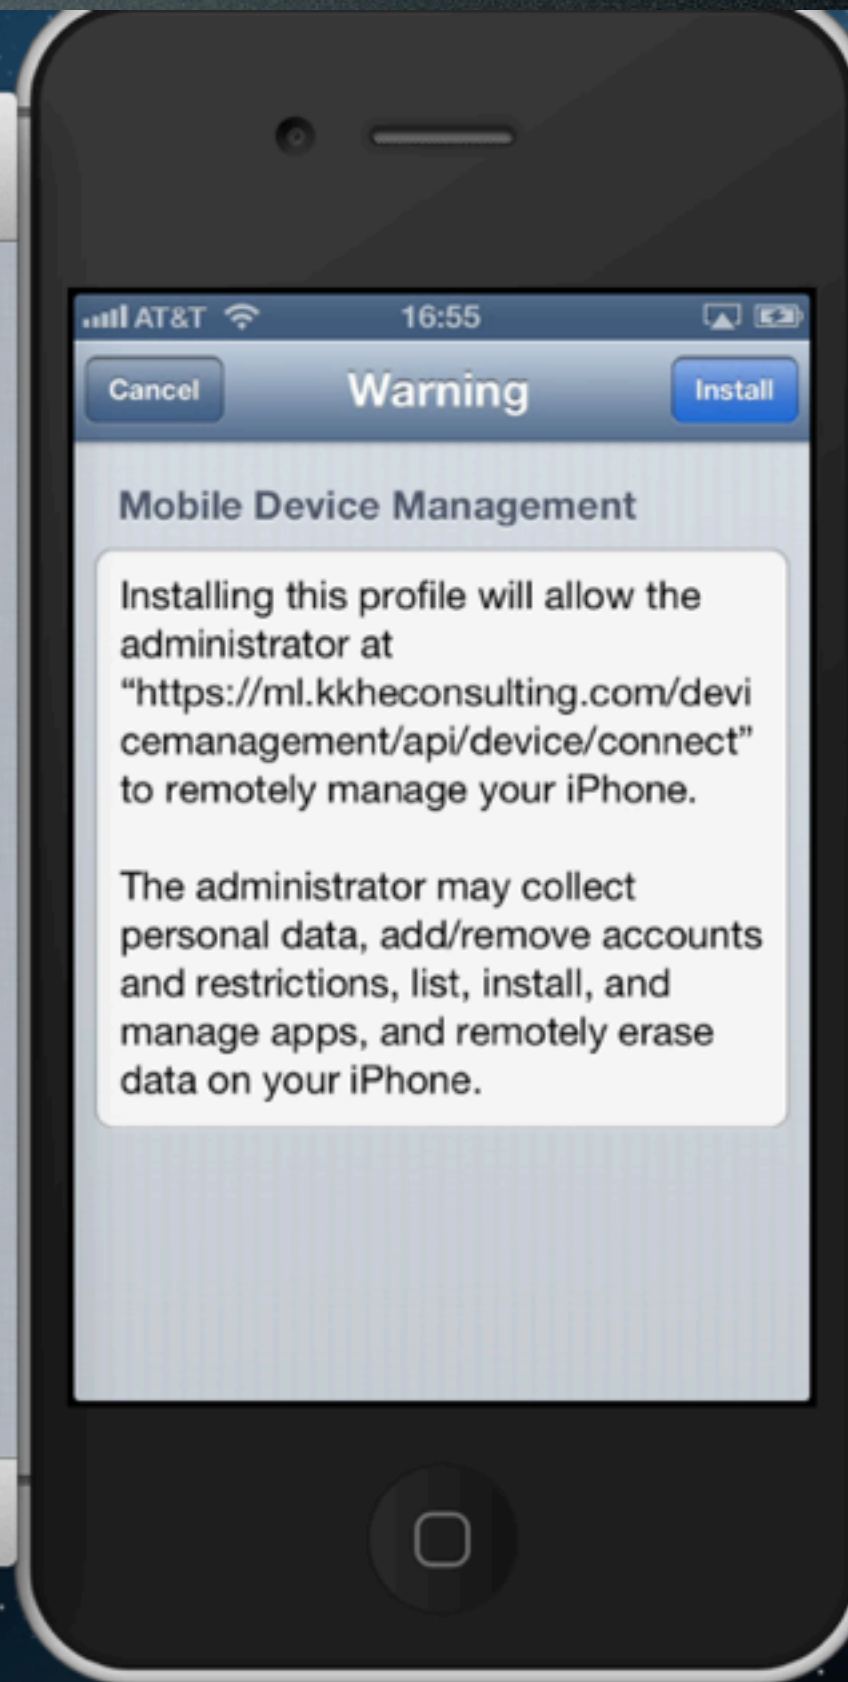 AT&T 16:55
Cancel Warning Install
Mobile Device Management
Installing this profile will allow the
administrator at
“https://ml.kkheconsulting.com/devi
cemanagement/api/device/connect”
to remotely manage your iPhone.
The administrator may collect
personal data, add/remove accounts
and restrictions, list, install, and
manage apps, and remotely erase
data on your iPhone.